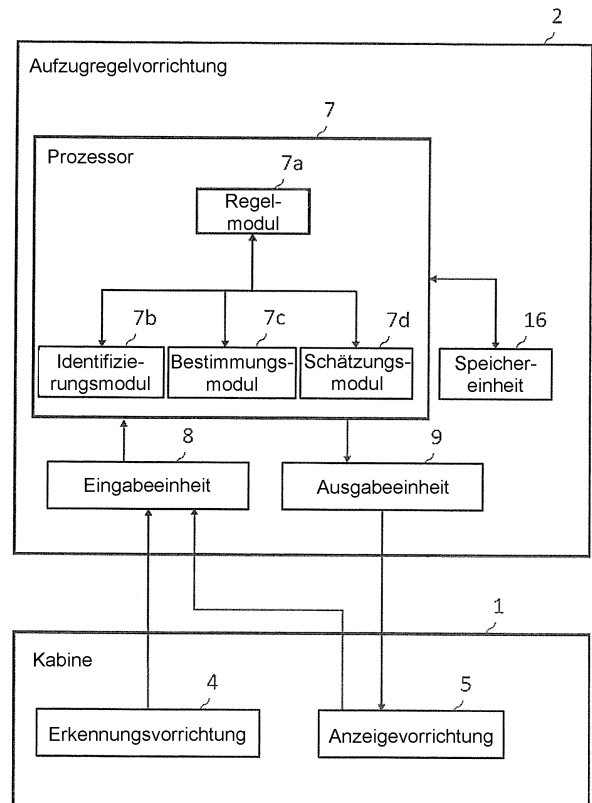 2
Aufzugregelvorrichtung
7
Prozessor
7a
Regel-
modul
7b
7c
7d
16
Identifizie-
rungsmodul
Bestimmungs-
modul
Schätzungs-
modul
Speicher-
einheit
8
9
Eingabeeinheit
Ausgabeeinheit
1
Kabine
4
5
Erkennungsvorrichtung
Anzeigevorrichtung